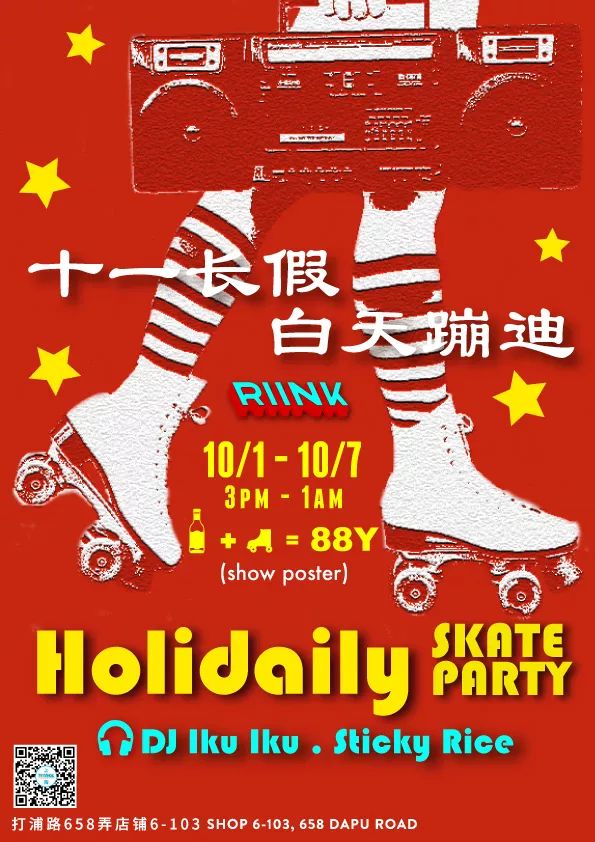 十一长假
白天蹦迪
RIINK
10/1 - 10/7
3PM - 1AM
+ = 88Y
(show poster)
Holidaily SKATE PARTY
DJ Iku Iku . Sticky Rice
打浦路658弄店铺6-103 SHOP 6-103, 658 DAPU ROAD